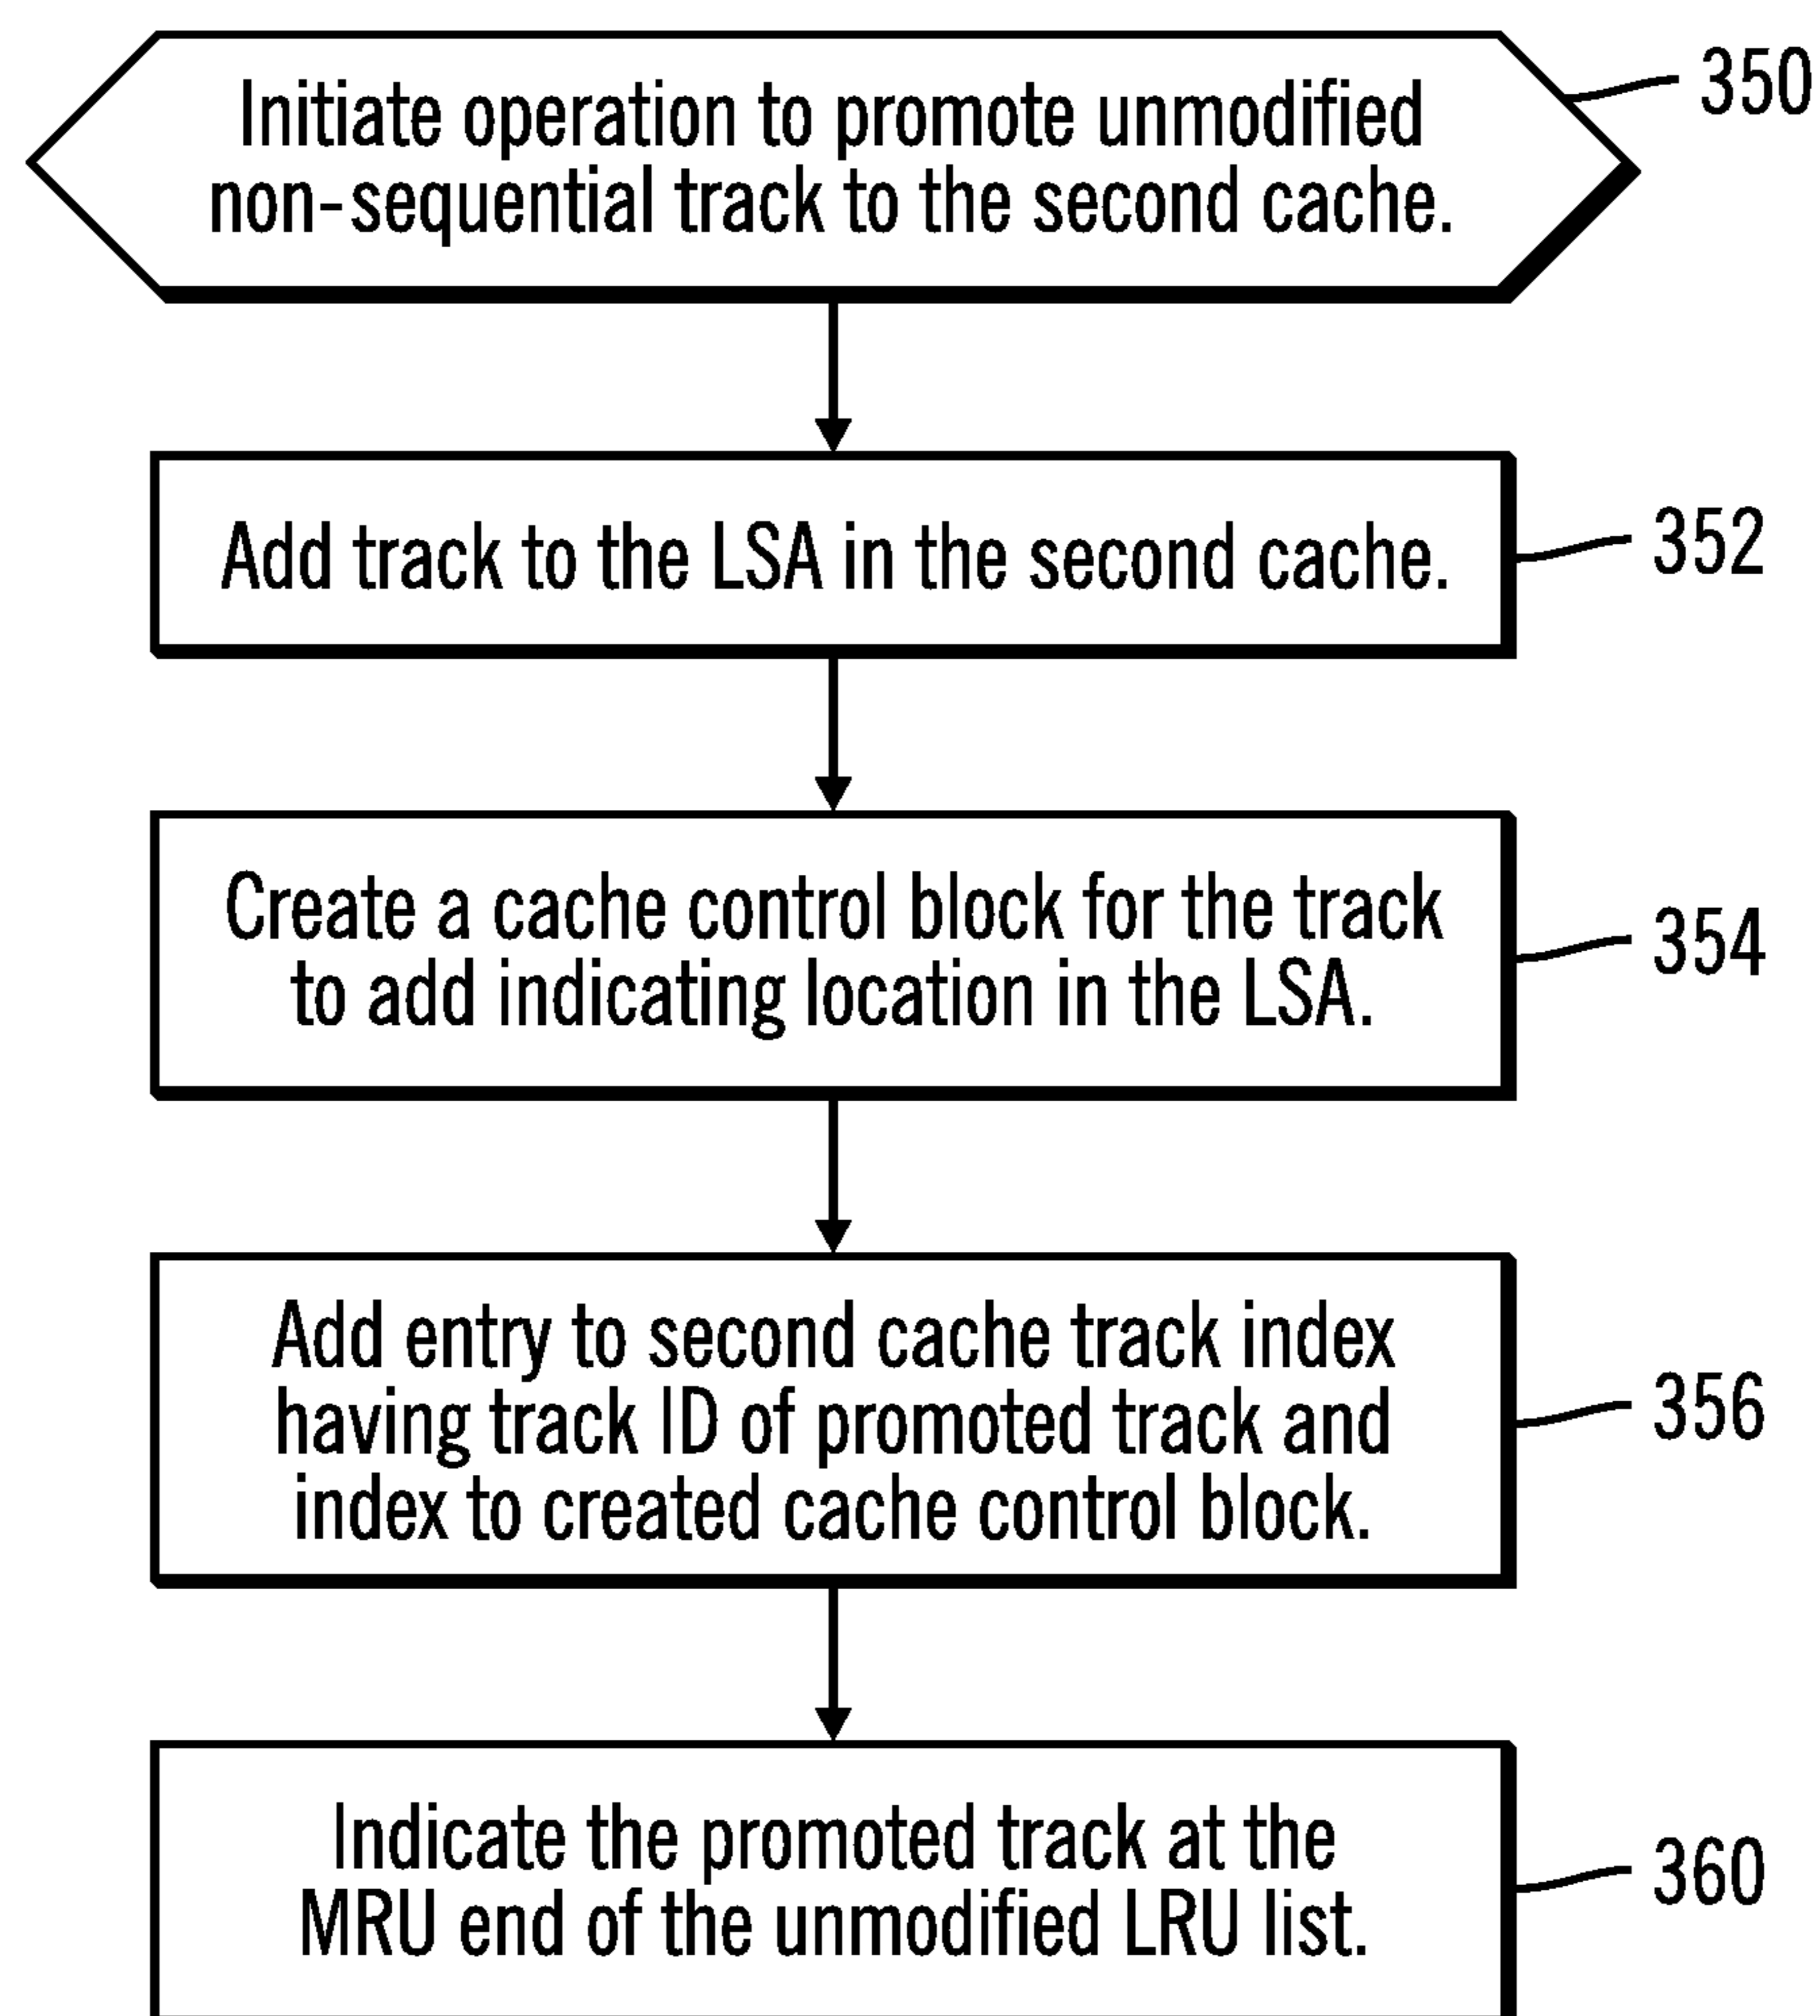 Initiate operation to promote unmodified
non-sequential track to the second cache.
350
Add track to the LSA in the second cache.
352
Create a cache control block for the track
to add indicating location in the LSA.
354
Add entry to second cache track index
having track ID of promoted track and
index to created cache control block.
356
Indicate the promoted track at the
MRU end of the unmodified LRU list.
360